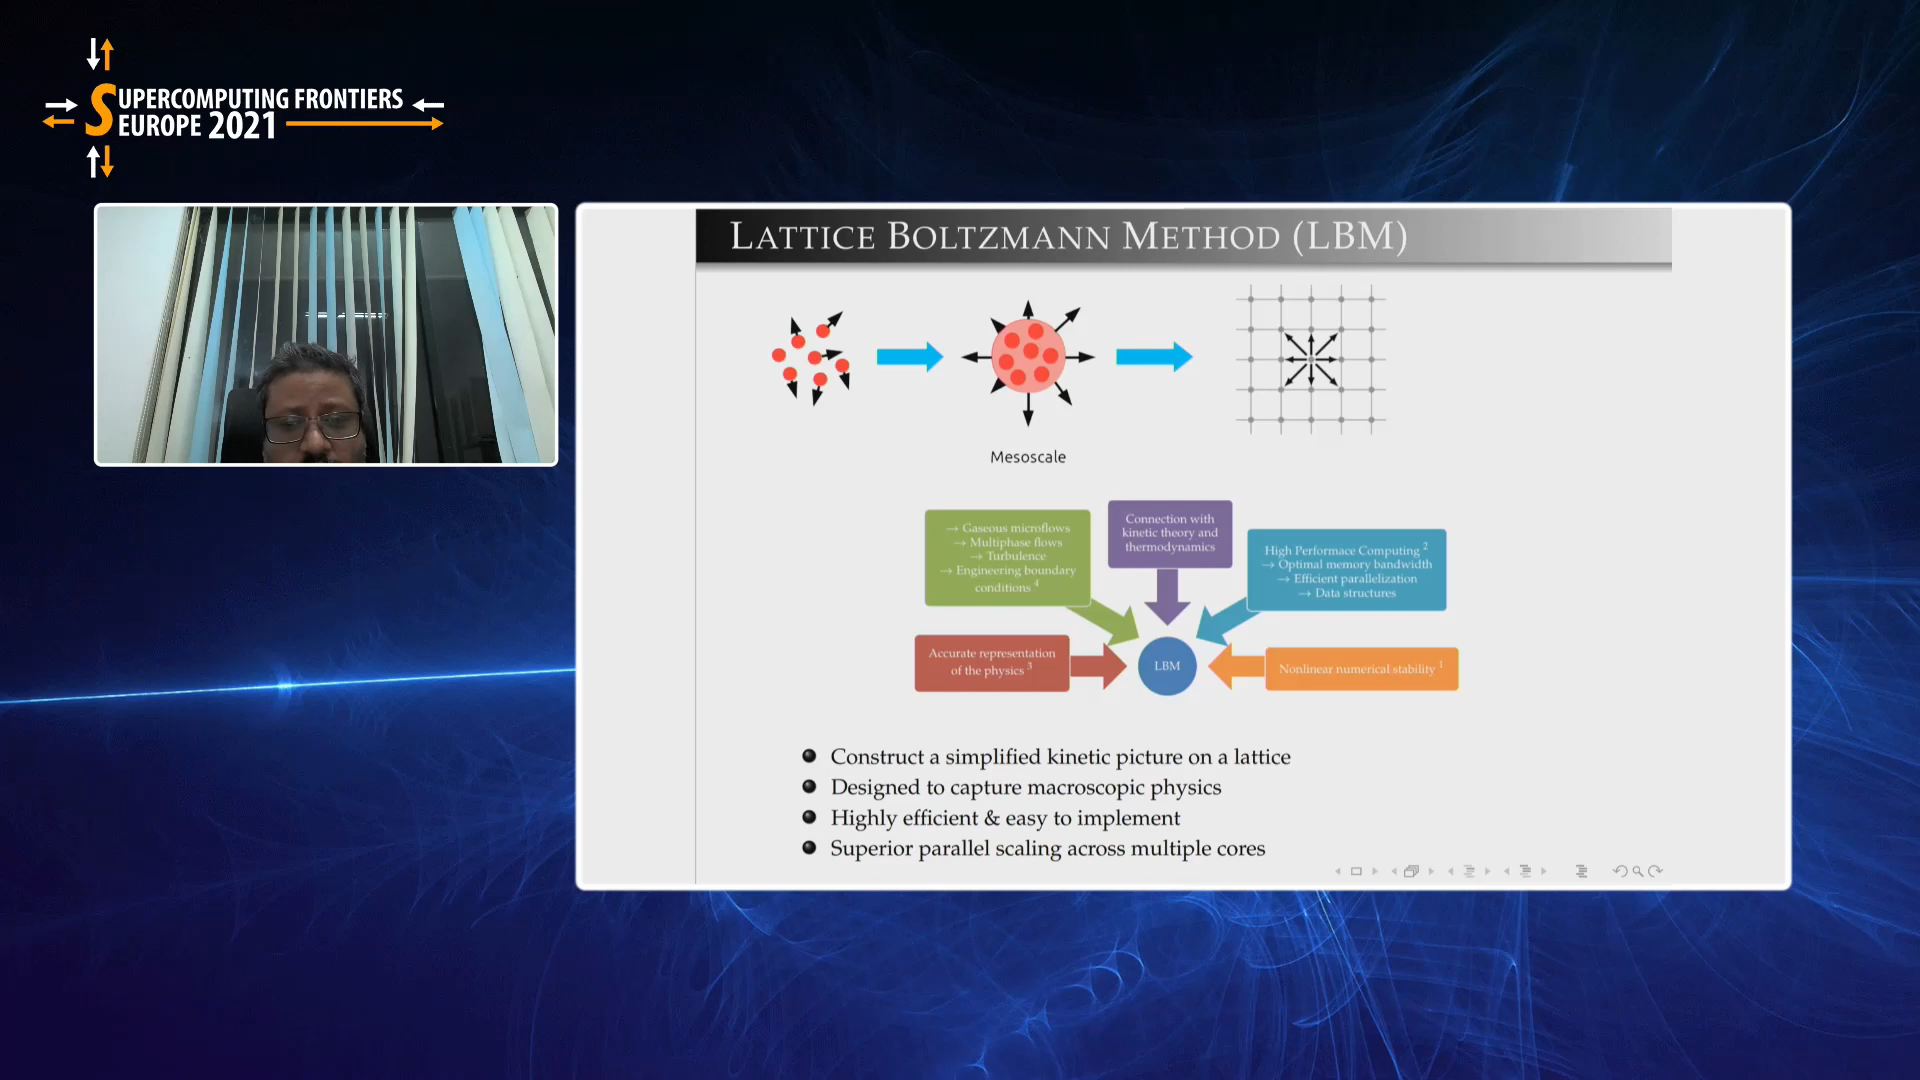 SUPERCOMPUTING FRONTIERS
EUROPE 2021
LATTICE BOLTZMANN METHOD (LBM)
Mesoscale
→ Gaseous microflows
→ Multiphase flows
→ Turbulence
→ Engineering boundary
conditions 4
Connection with
kinetic theory and
thermodynamics
High Performace Computing 2
→ Optimal memory bandwidth
→ Efficient parallelization
→ Data structures
Accurate representation
of the physics 3
LBM
Nonlinear numerical stability 1
Construct a simplified kinetic picture on a lattice
Designed to capture macroscopic physics
Highly efficient & easy to implement
Superior parallel scaling across multiple cores